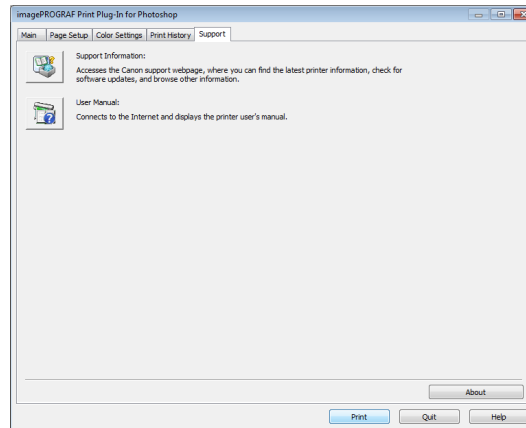 imagePROGRAF Print Plug-In for Photoshop
Main Page Setup Color Settings Print History Support
Support Information:
Accesses the Canon support webpage, where you can find the latest printer information, check for
software updates, and browse other information.
User Manual:
Connects to the Internet and displays the printer user's manual.
About
Print Quit Help